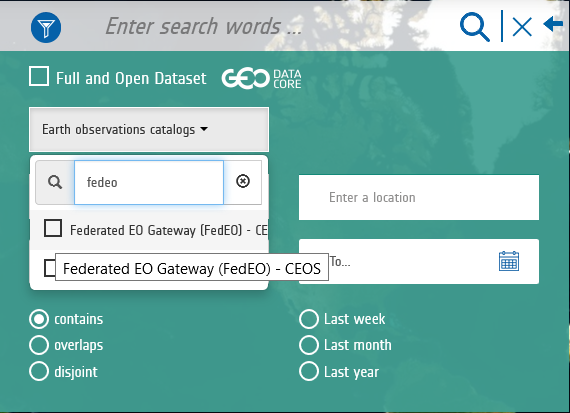 Enter search words ...
Full and Open Dataset
GEO DATA CORE
Earth observations catalogs
fedeo
Enter a location
Federated EO Gateway (FedEO) - CE
Federated EO Gateway (FedEO) - CEOS
To...
contains
Last week
overlaps
Last month
disjoint
Last year